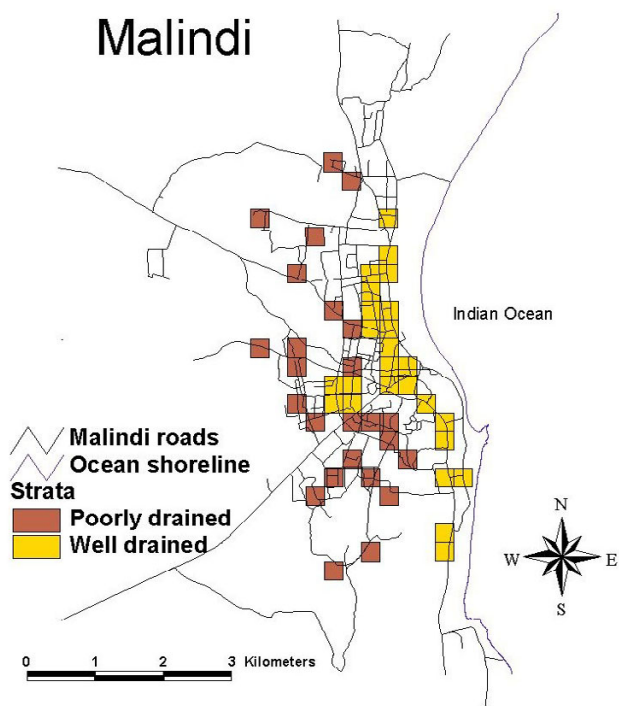 Malindi
Indian Ocean
Malindi roads
Ocean shoreline
Strata
Poorly drained
Well drained
N
W E
S
0 1 2 3 Kilometers